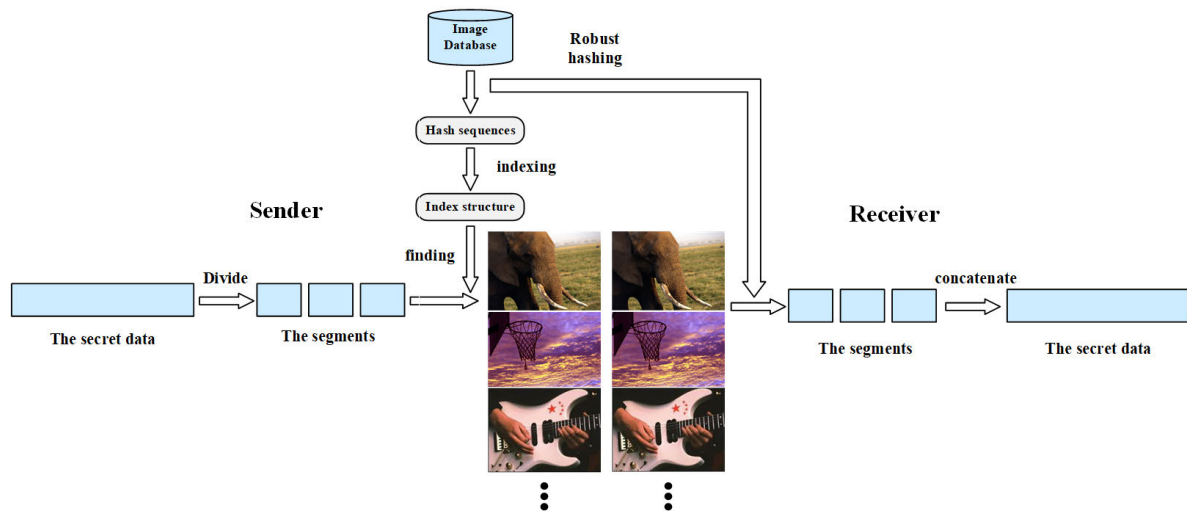 Image
Database
Robust
hashing
Hash sequences
indexing
Index structure
Sender
Receiver
finding
Divide
concatenate
The secret data
The segments
The segments
The secret data